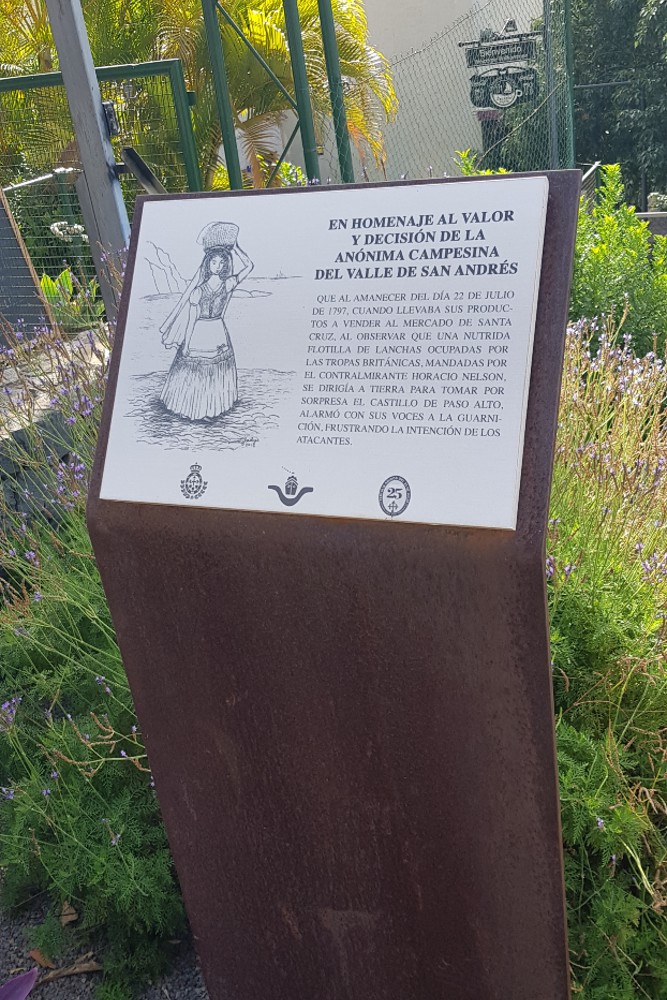 Bienvenido
EN HOMENAJE AL VALOR
Y DECISIÓN DE LA
ANÓNIMA CAMPESINA
DEL VALLE DE SAN ANDRÉS
QUE AL AMANECER DEL DÍA 22 DE JULIO
DE 1797, CUANDO LLEVABA SUS PRODUC-
TOS A VENDER AL MERCADO DE SANTA
CRUZ, AL OBSERVAR QUE UNA NUTRIDA
FLOTILLA DE LANCHAS OCUPADAS POR
LAS TROPAS BRITÁNICAS, MANDADAS POR
EL CONTRALMIRANTE HORACIO NELSON,
SE DIRIGÍA A TIERRA PARA TOMAR POR
SORPRESA EL CASTILLO DE PASO ALTO,
ALARMÓ CON SUS VOCES A LA GUARNI-
CIÓN, FRUSTRANDO LA INTENCIÓN DE LOS
ATACANTES.
25